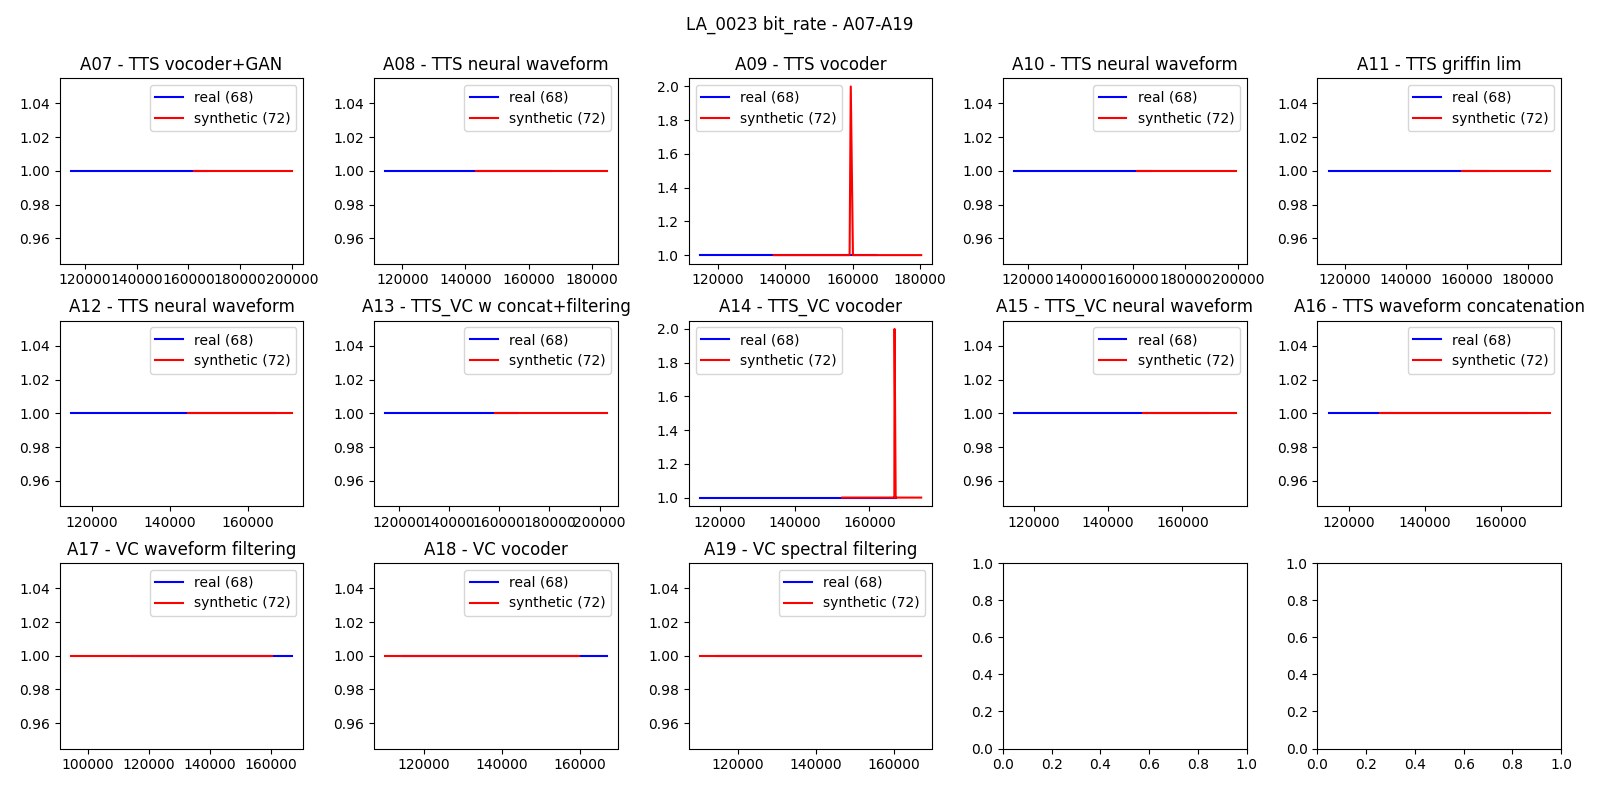 LA_0023 bit_rate - A07-A19
A07 - TTS vocoder+GAN
real (68)
synthetic (72)
1.04
1.02
1.00
0.98
0.96
120000 140000 160000 180000 200000
A08 - TTS neural waveform
real (68)
synthetic (72)
1.04
1.02
1.00
0.98
0.96
120000 140000 160000 180000
A09 - TTS vocoder
real (68)
synthetic (72)
2.0
1.8
1.6
1.4
1.2
1.0
120000 140000 160000 180000
A10 - TTS neural waveform
real (68)
synthetic (72)
1.04
1.02
1.00
0.98
0.96
120000 140000 160000 180000 200000
A11 - TTS griffin lim
real (68)
synthetic (72)
1.04
1.02
1.00
0.98
0.96
120000 140000 160000 180000
A12 - TTS neural waveform
real (68)
synthetic (72)
1.04
1.02
1.00
0.98
0.96
120000 140000 160000
A13 - TTS_VC w concat+filtering
real (68)
synthetic (72)
1.04
1.02
1.00
0.98
0.96
120000 140000 160000 180000 200000
A14 - TTS_VC vocoder
real (68)
synthetic (72)
2.0
1.8
1.6
1.4
1.2
1.0
120000 140000 160000
A15 - TTS_VC neural waveform
real (68)
synthetic (72)
1.04
1.02
1.00
0.98
0.96
120000 140000 160000
A16 - TTS waveform concatenation
real (68)
synthetic (72)
1.04
1.02
1.00
0.98
0.96
120000 140000 160000
A17 - VC waveform filtering
real (68)
synthetic (72)
1.04
1.02
1.00
0.98
0.96
100000 120000 140000 160000
A18 - VC vocoder
real (68)
synthetic (72)
1.04
1.02
1.00
0.98
0.96
120000 140000 160000
A19 - VC spectral filtering
real (68)
synthetic (72)
1.04
1.02
1.00
0.98
0.96
120000 140000 160000
1.0
0.8
0.6
0.4
0.2
0.0
0.0 0.2 0.4 0.6 0.8 1.0
1.0
0.8
0.6
0.4
0.2
0.0
0.0 0.2 0.4 0.6 0.8 1.0